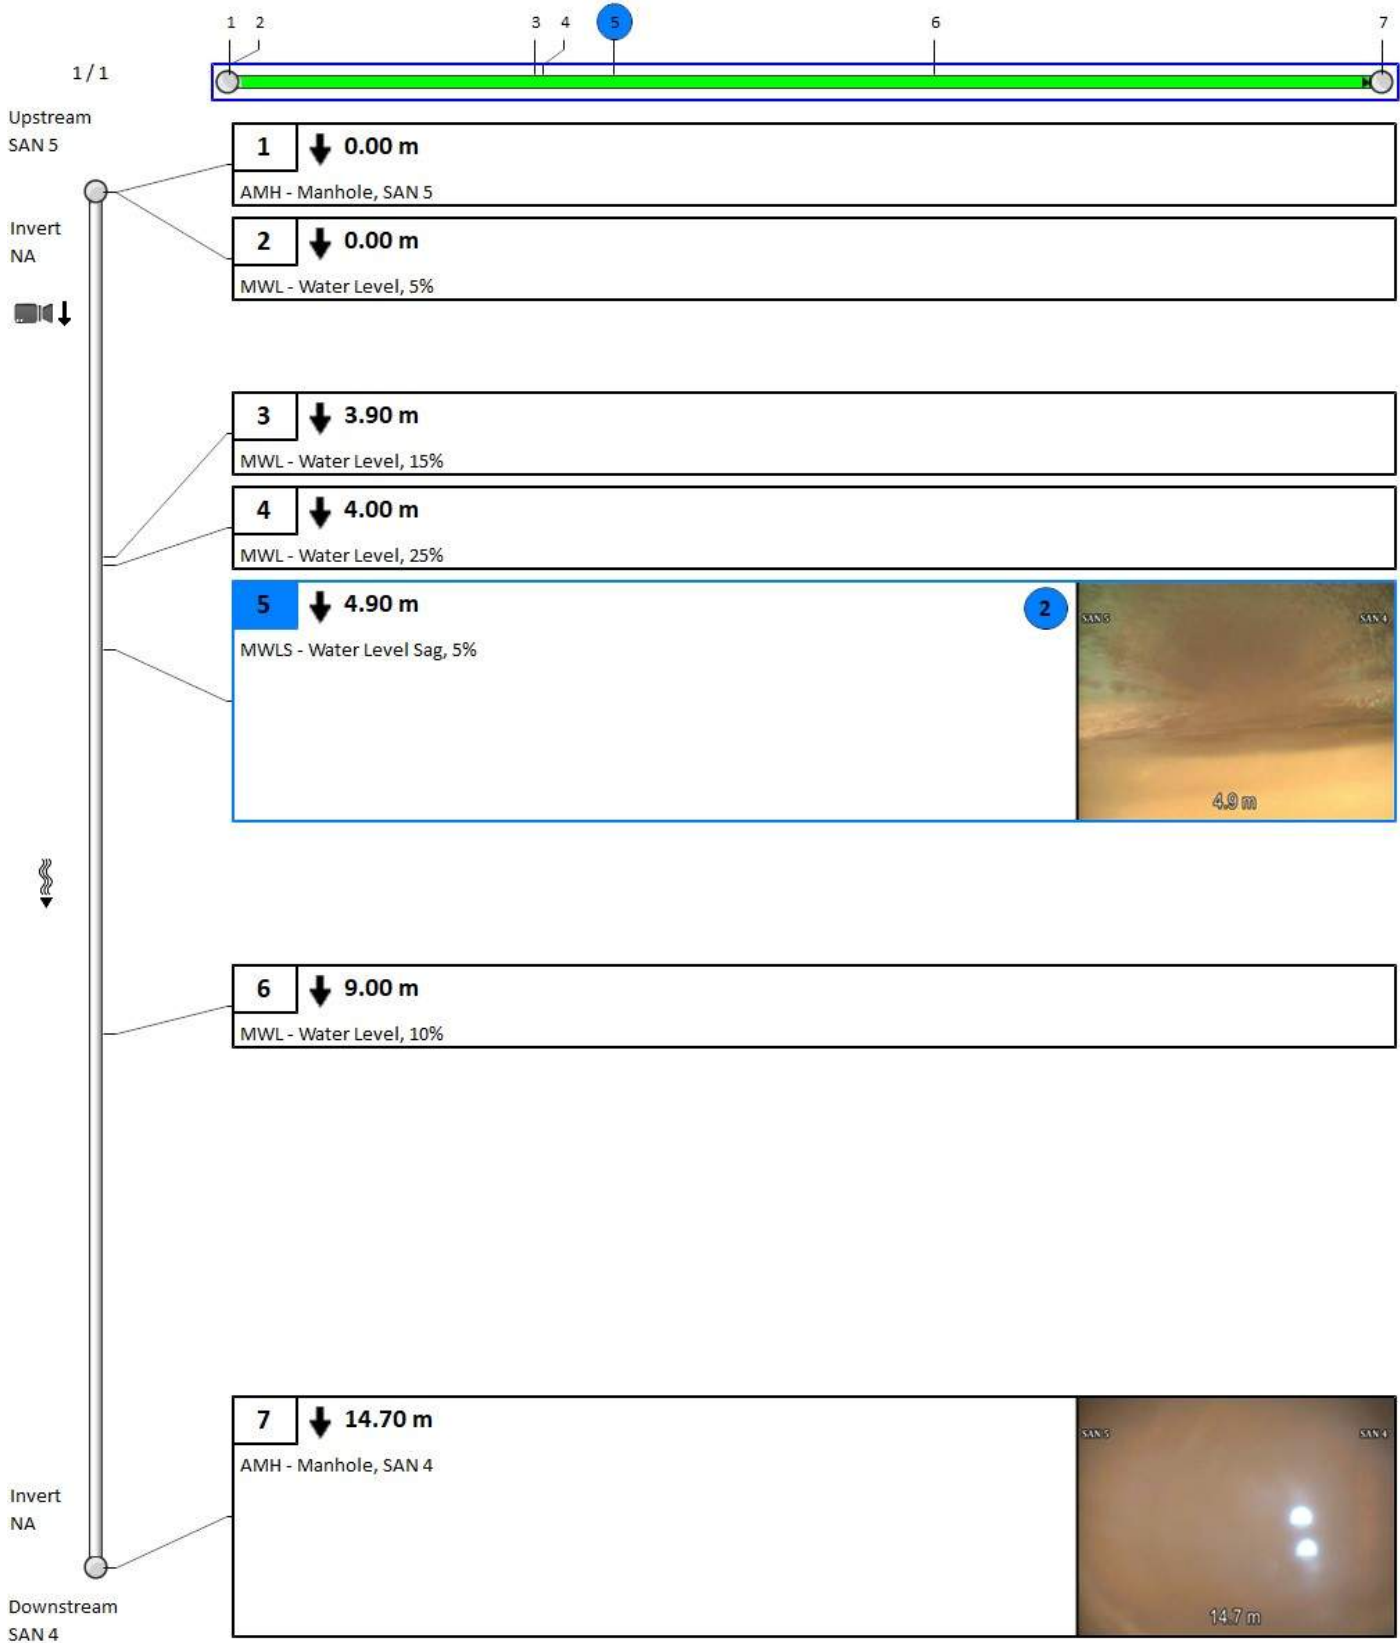 1 2 3 4 5 6 7
1 / 1
Upstream
SAN 5
1 0.00 m
AMH - Manhole, SAN 5
Invert
NA
2 0.00 m
MWL - Water Level, 5%
3 3.90 m
MWL - Water Level, 15%
4 4.00 m
MWL - Water Level, 25%
5 4.90 m 2
MWLS - Water Level Sag, 5%
SAN 5 SAN 4
4.9 m
6 9.00 m
MWL - Water Level, 10%
7 14.70 m
AMH - Manhole, SAN 4
SAN 5 SAN 4
14.7 m
Invert
NA
Downstream
SAN 4